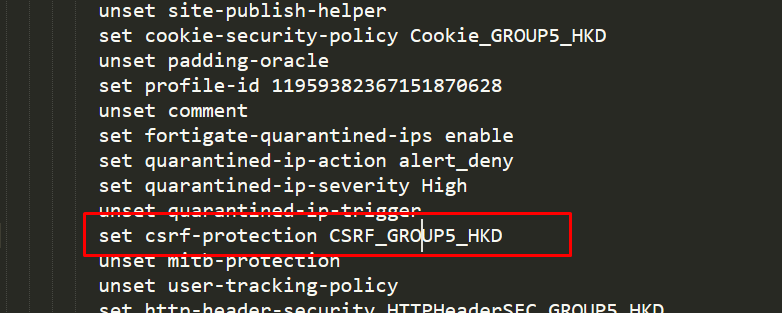 unset site-publish-helper
set cookie-security-policy Cookie_GROUP5_HKD
unset padding-oracle
set profile-id 11959382367151870628
unset comment
set fortigate-quarantined-ips enable
set quarantined-ip-action alert_deny
set quarantined-ip-severity High
unset quarantined-ip-trigger
set csrf-protection CSRF_GROUP5_HKD
unset mitb-protection
unset user-tracking-policy
set http-header-security HTTPHeaderSEC_GROUP5_HKD